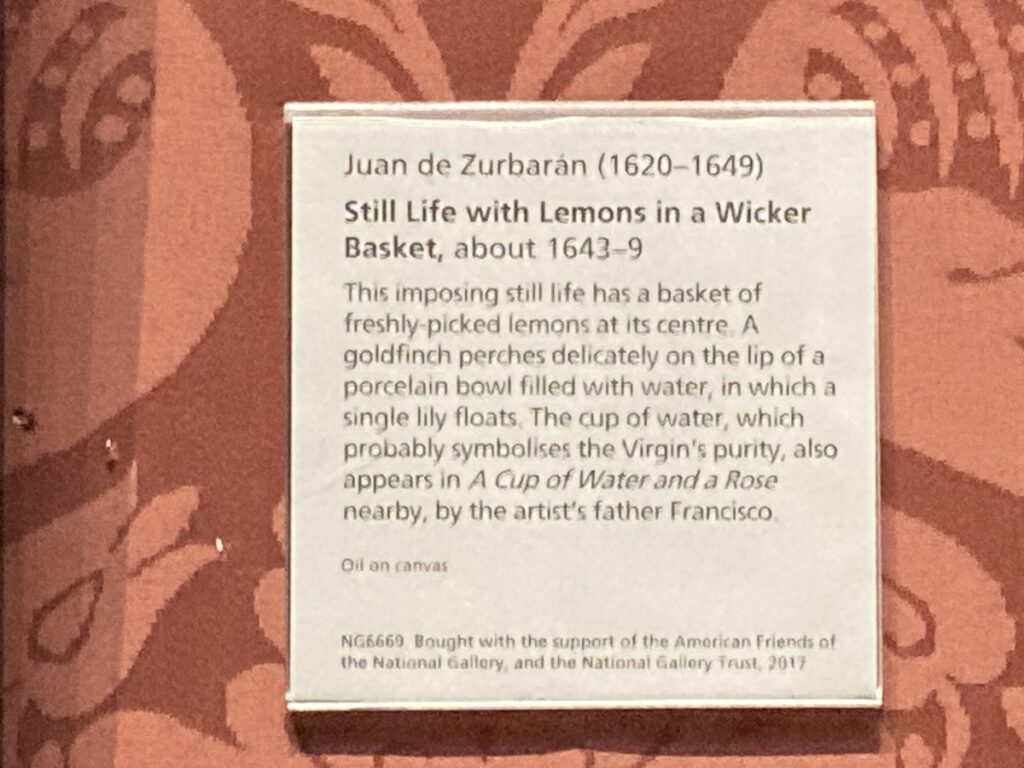 Juan de Zurbarán (1620–1649)
Still Life with Lemons in a Wicker
Basket, about 1643–9
This imposing still life has a basket of
freshly-picked lemons at its centre. A
goldfinch perches delicately on the lip of a
porcelain bowl filled with water, in which a
single lily floats. The cup of water, which
probably symbolises the Virgin's purity, also
appears in A Cup of Water and a Rose
nearby, by the artist's father Francisco.
Oil on canvas
NG6669. Bought with the support of the American Friends of
the National Gallery, and the National Gallery Trust, 2017